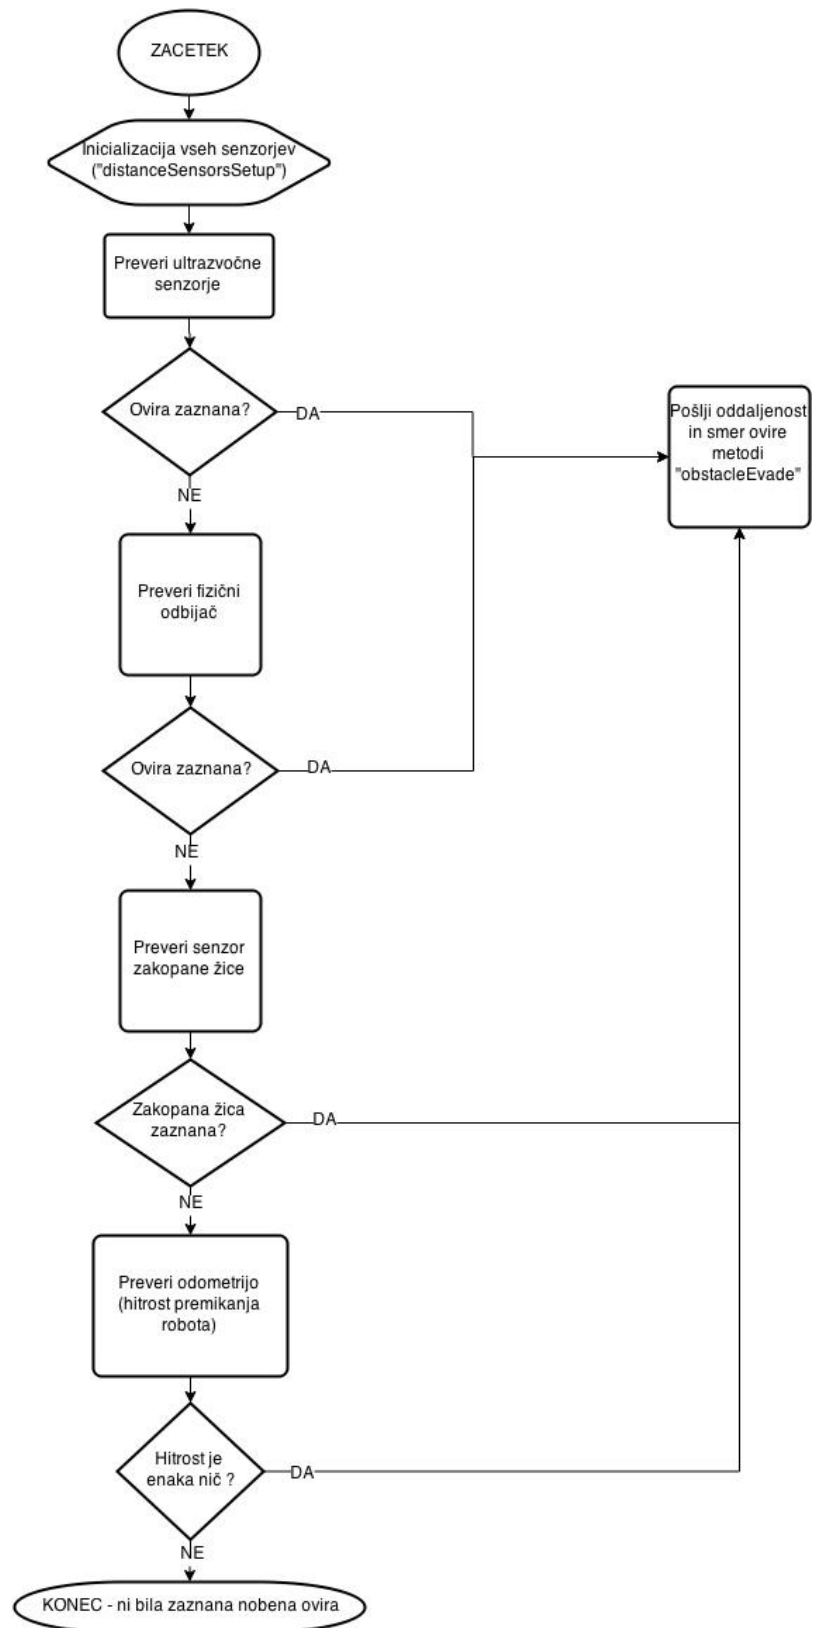 ZACETEK
Inicializacija vseh senzorjev
("distanceSensorsSetup")
Preveri ultrazvočne
senzorje
Ovira zaznana?
DA
Pošlji oddaljenost
in smer ovire
metodi
"obstacleEvade"
NE
Preveri fizični
odbijač
Ovira zaznana?
DA
NE
Preveri senzor
zakopane žice
Zakopana žica
zaznana?
DA
NE
Preveri odometrijo
(hitrost premikanja
robota)
Hitrost je
enaka nič ?
DA
NE
KONEC - ni bila zaznana nobena ovira